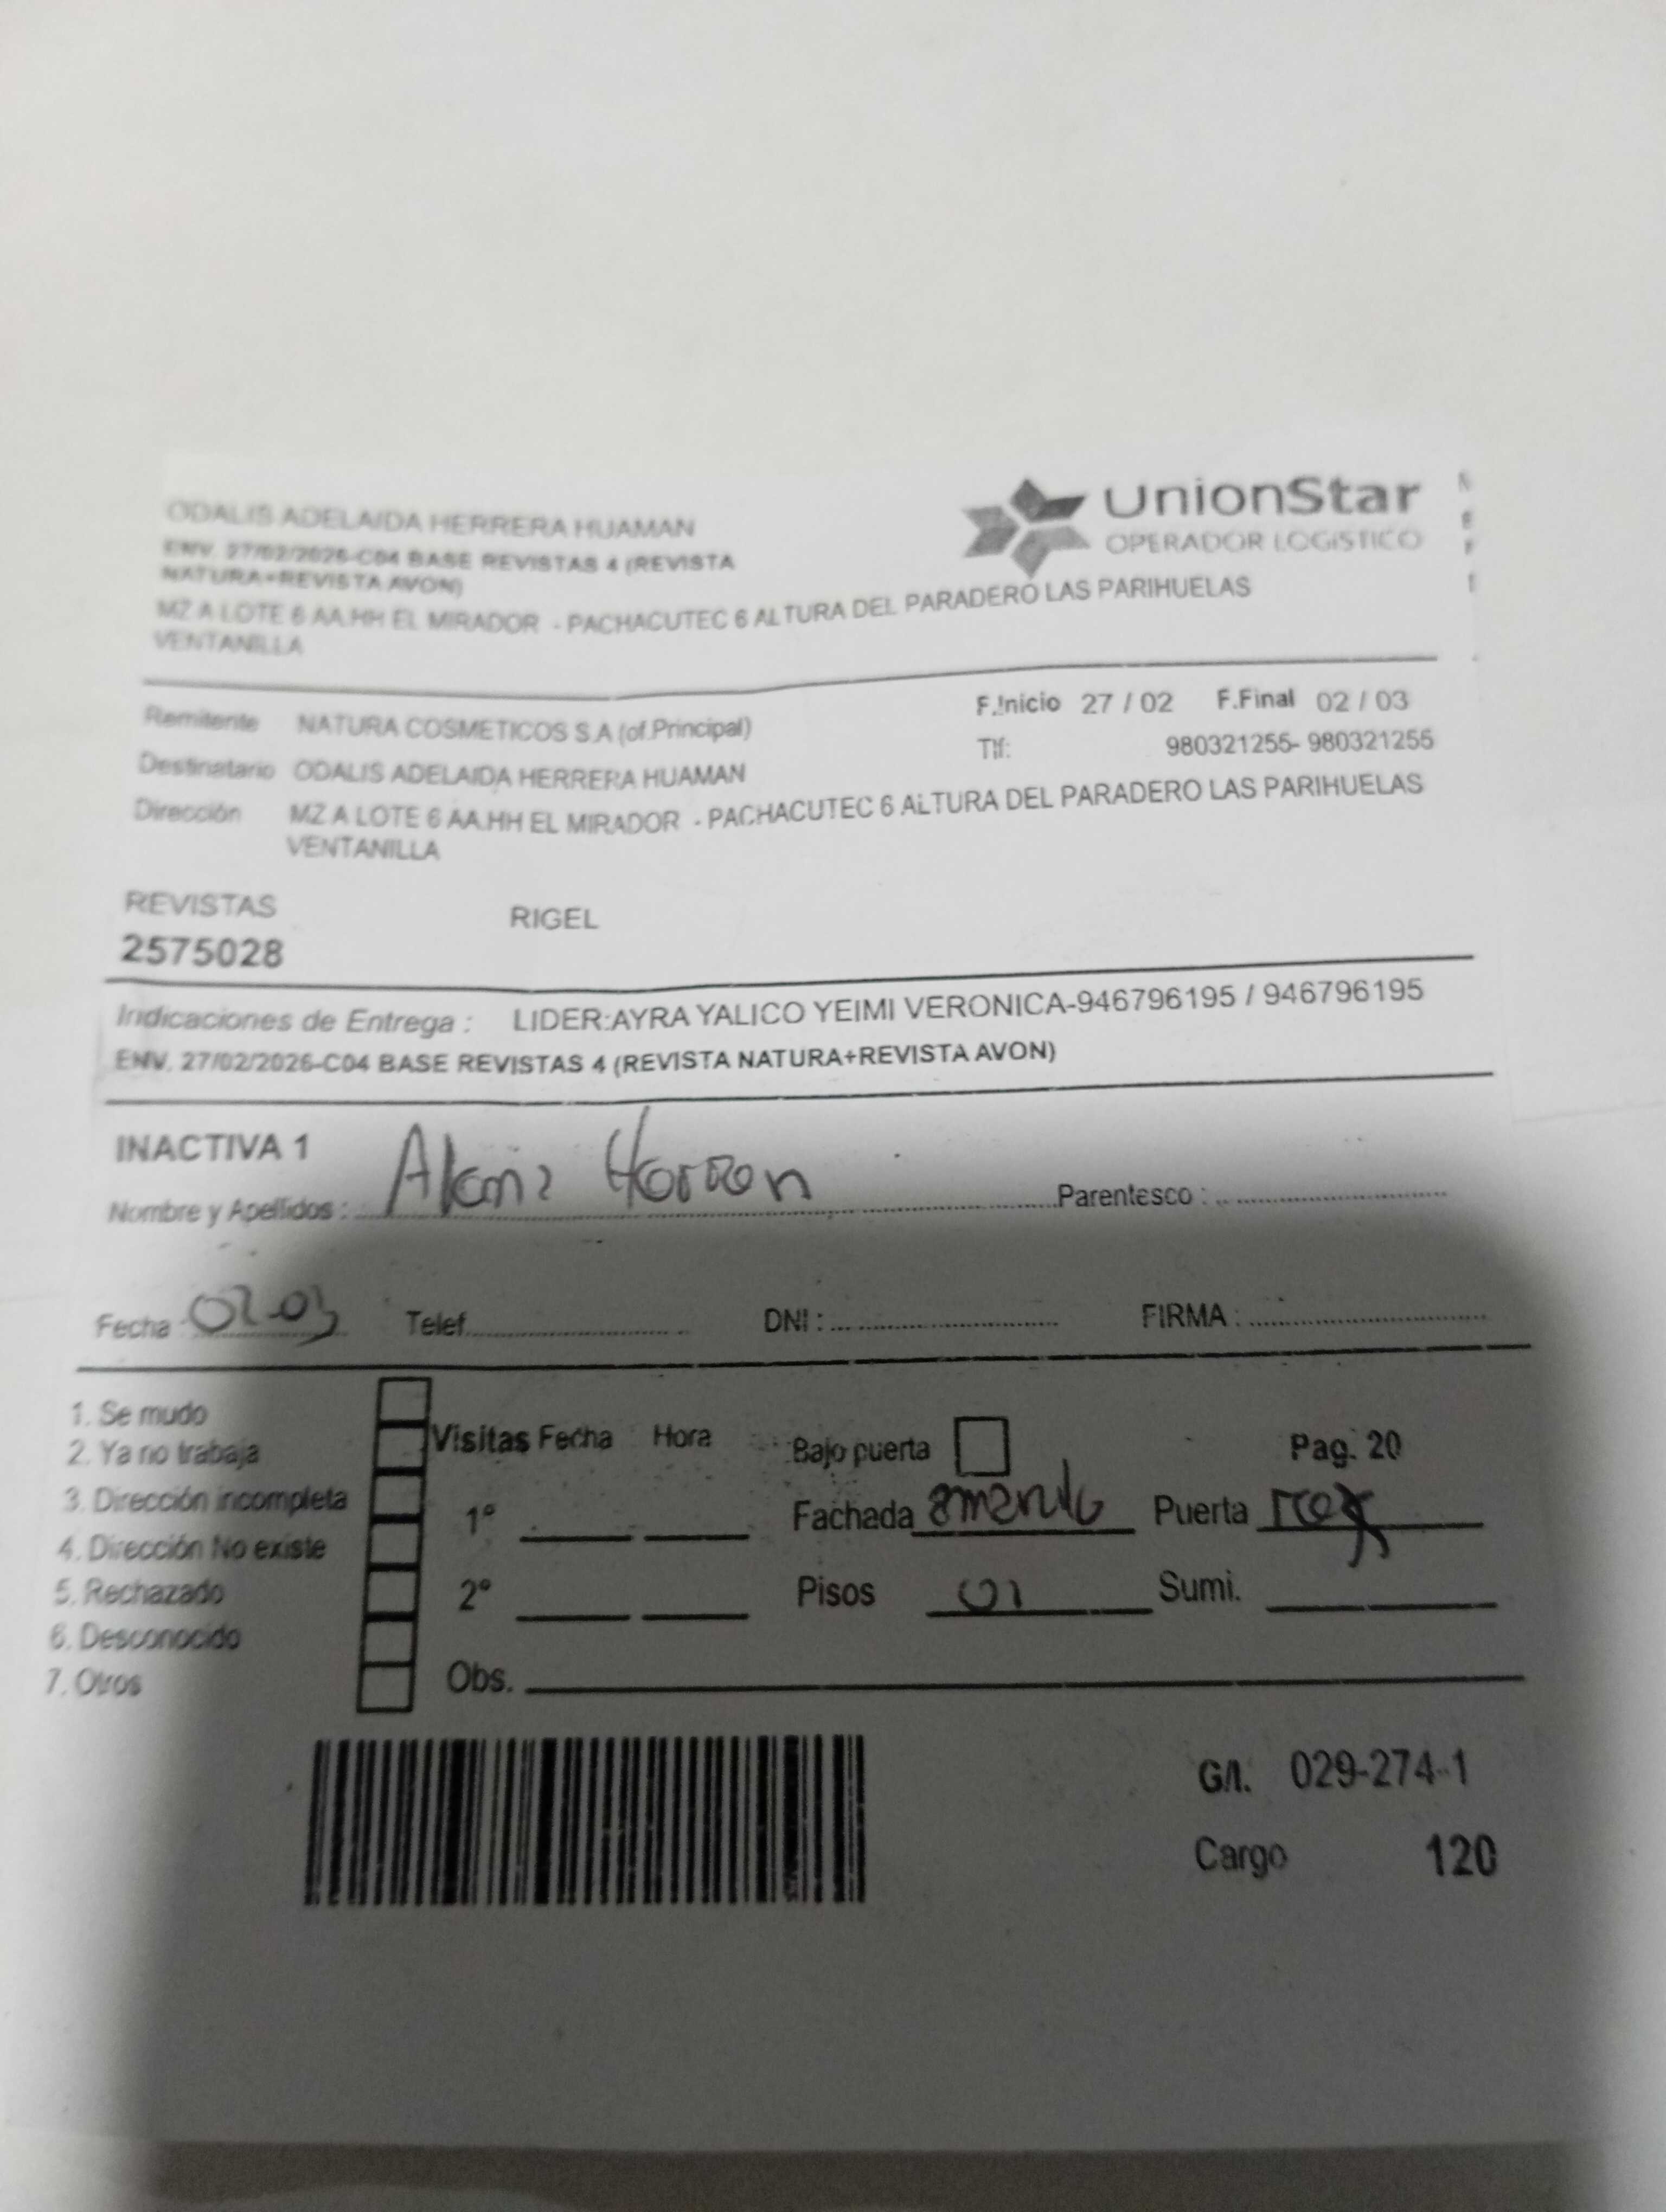 UnionStar
OPERADOR LOGISTICO
ODALIS ADELAIDA HERRERA HUAMAN
ENV. 27/02/2026-C04 BASE REVISTAS 4 (REVISTA
NATURA+REVISTA AVON)
MZ A LOTE 6 AA.HH EL MIRADOR - PACHACUTEC 6 ALTURA DEL PARADERO LAS PARIHUELAS
VENTANILLA
F.Inicio 27 / 02 F.Final 02 / 03
Remitente NATURA COSMETICOS S.A (of.Principal)
Tlf: 980321255- 980321255
Destinatario ODALIS ADELAIDA HERRERA HUAMAN
Dirección MZ A LOTE 6 AA.HH EL MIRADOR - PACHACUTEC 6 ALTURA DEL PARADERO LAS PARIHUELAS
VENTANILLA
REVISTAS RIGEL
2575028
Indicaciones de Entrega : LIDER:AYRA YALICO YEIMI VERONICA-946796195 / 946796195
ENV. 27/02/2026-C04 BASE REVISTAS 4 (REVISTA NATURA+REVISTA AVON)
INACTIVA 1
Nombre y Apellidos : Parentesco :
Fecha 02-03 Telef. DNI : FIRMA :
1. Se mudo
2. Ya no trabaja
3. Dirección incompleta
4. Dirección No existe
5. Rechazado
6. Desconocido
7. Otros
Visitas Fecha Hora Bajo puerta Pag. 20
1° Fachada Puerta
2° Pisos 01 Sumi.
Obs.
G/I. 029-274-1
Cargo 120